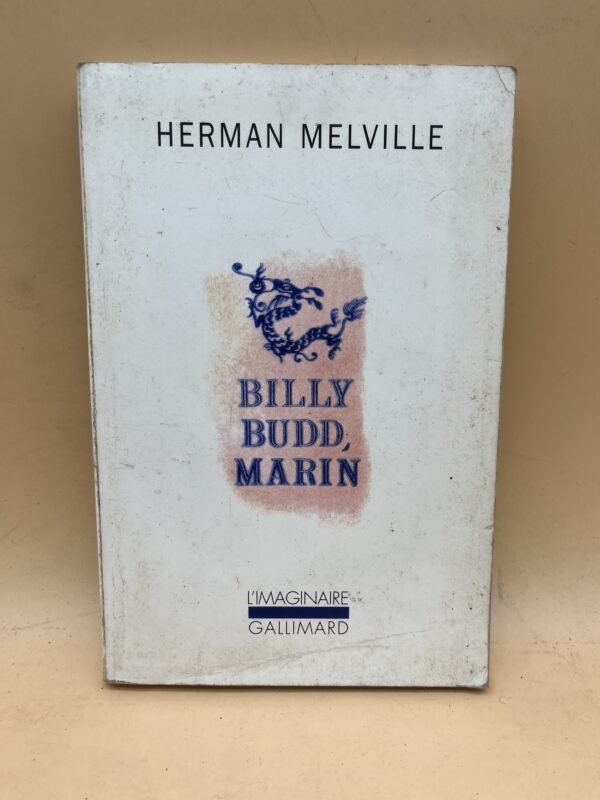 HERMAN MELVILLE
BILLY
BUDD,
MARIN
L'IMAGINAIRE
GALLIMARD